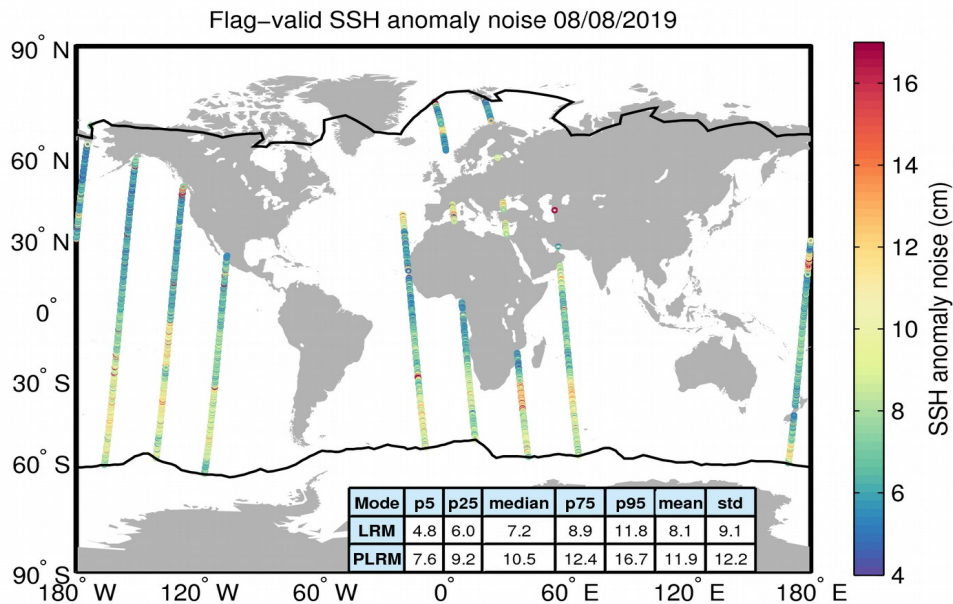 Flag−valid SSH anomaly noise 08/08/2019
90° N
60° N
30° N
0°
30° S
60° S
90° S
180° W
120° W
60° W
0°
60° E
120° E
180° E
Mode p5 p25 median p75 p95 mean std
LRM 4.8 6.0 7.2 8.9 11.8 8.1 9.1
PLRM 7.6 9.2 10.5 12.4 16.7 11.9 12.2
16
14
12
10
8
6
4
SSH anomaly noise (cm)